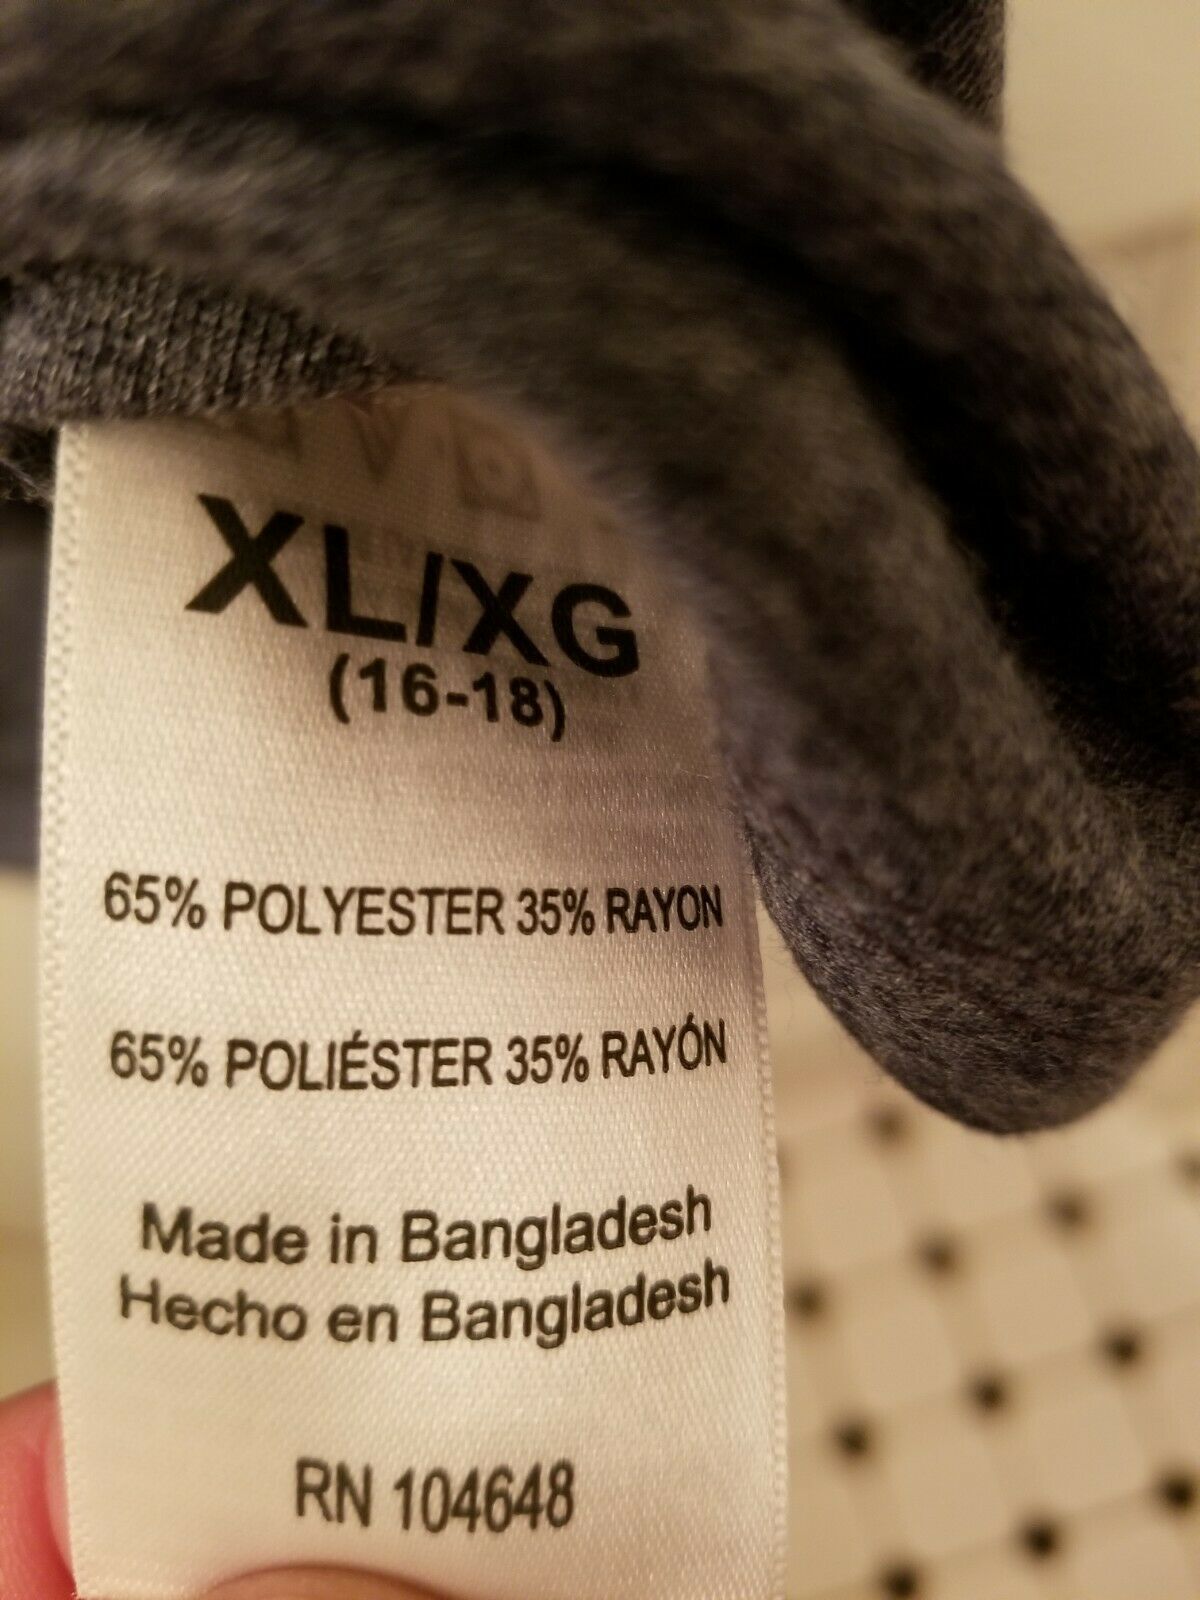 XL/XG
(16-18)
65% POLYESTER 35% RAYON
65% POLIÉSTER 35% RAYÓN
Made in Bangladesh
Hecho en Bangladesh
RN 104648